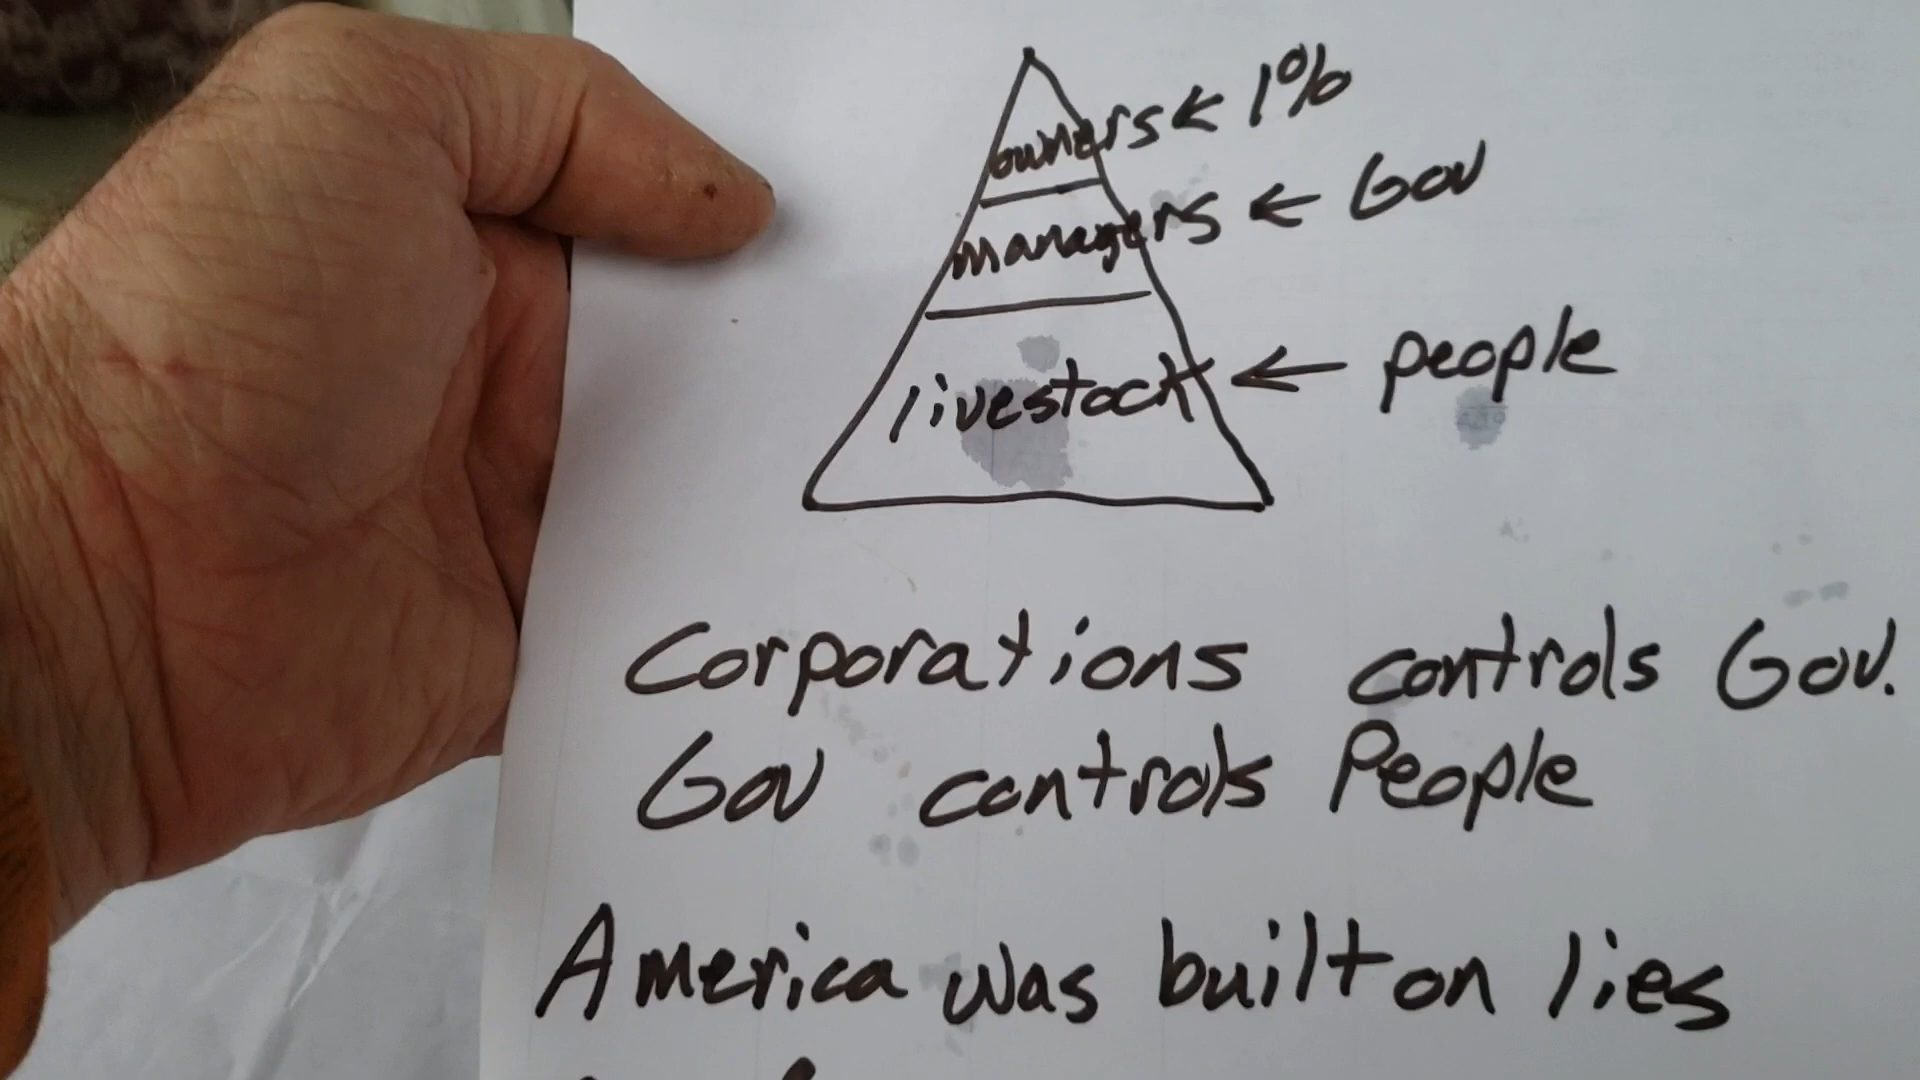 owners ← 1%
managers ← Gov
livestock ← people
Corporations controls Gov.
Gov controls People
America was built on lies